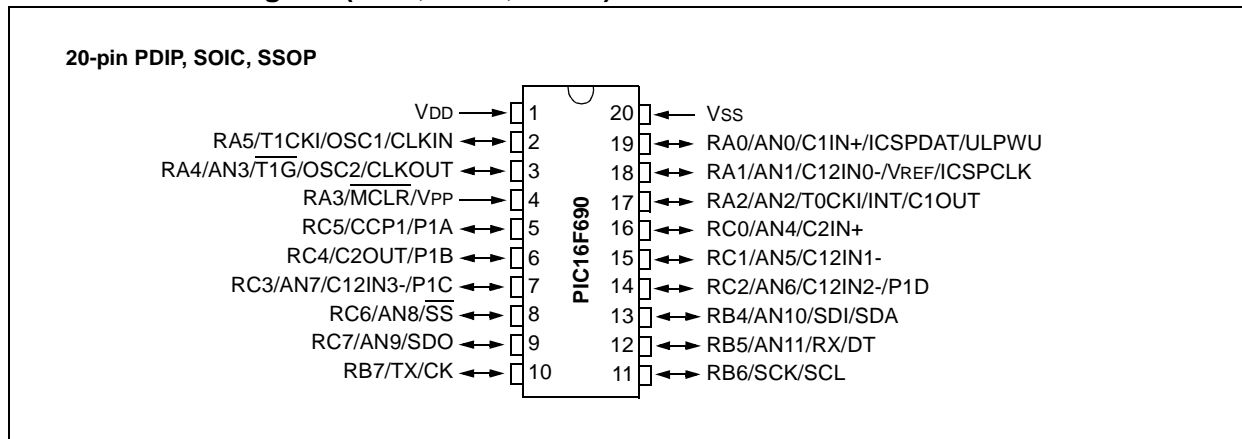 20-pin PDIP, SOIC, SSOP
VDD 1 20 VSS
RA5/T1CKI/OSC1/CLKIN 2 19 RA0/AN0/C1IN+/ICSPDAT/ULPWU
RA4/AN3/T1G/OSC2/CLKOUT 3 18 RA1/AN1/C12IN0-/VREF/ICSPCLK
RA3/MCLR/VPP 4 17 RA2/AN2/T0CKI/INT/C1OUT
RC5/CCP1/P1A 5 16 RC0/AN4/C2IN+
RC4/C2OUT/P1B 6 15 RC1/AN5/C12IN1-
RC3/AN7/C12IN3-/P1C 7 14 RC2/AN6/C12IN2-/P1D
RC6/AN8/SS 8 13 RB4/AN10/SDI/SDA
RC7/AN9/SDO 9 12 RB5/AN11/RX/DT
RB7/TX/CK 10 11 RB6/SCK/SCL
PIC16F690